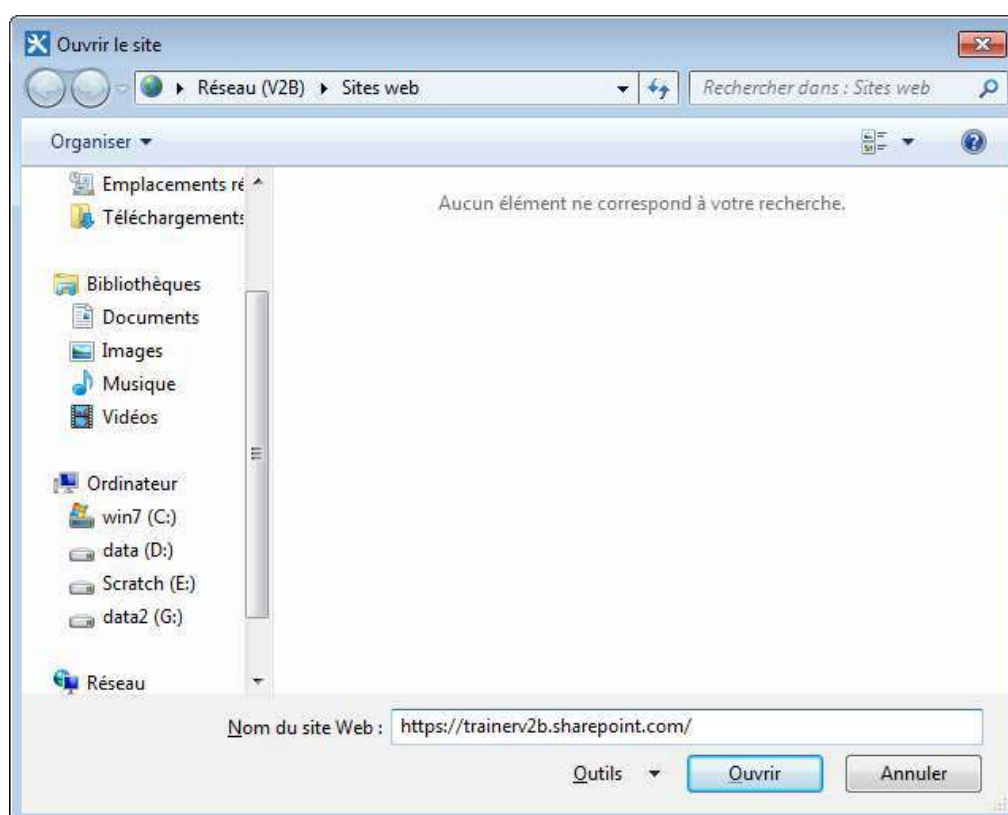 Ouvrir le site
Réseau (V2B) Sites web
Rechercher dans : Sites web
Organiser
Emplacements ré
Téléchargements
Bibliothèques
Documents
Images
Musique
Vidéos
Ordinateur
win7 (C:)
data (D:)
Scratch (E:)
data2 (G:)
Réseau
Aucun élément ne correspond à votre recherche.
Nom du site Web : https://trainerv2b.sharepoint.com/
Outils Ouvrir Annuler